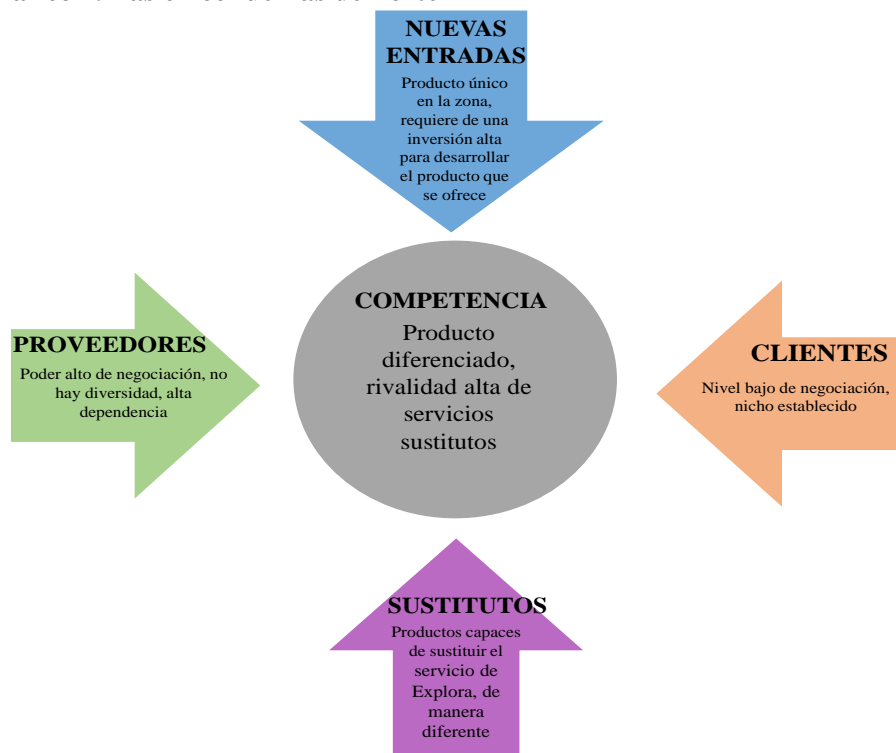 NUEVAS
ENTRADAS
Producto único
en la zona,
requiere de una
inversión alta
para desarrollar
el producto que
se ofrece
COMPETENCIA
Producto
diferenciado,
rivalidad alta de
servicios
sustitutos
PROVEEDORES
Poder alto de negociación, no
hay diversidad, alta
dependencia
CLIENTES
Nivel bajo de negociación,
nicho establecido
SUSTITUTOS
Productos capaces
de sustituir el
servicio de
Explora, de
manera
diferente